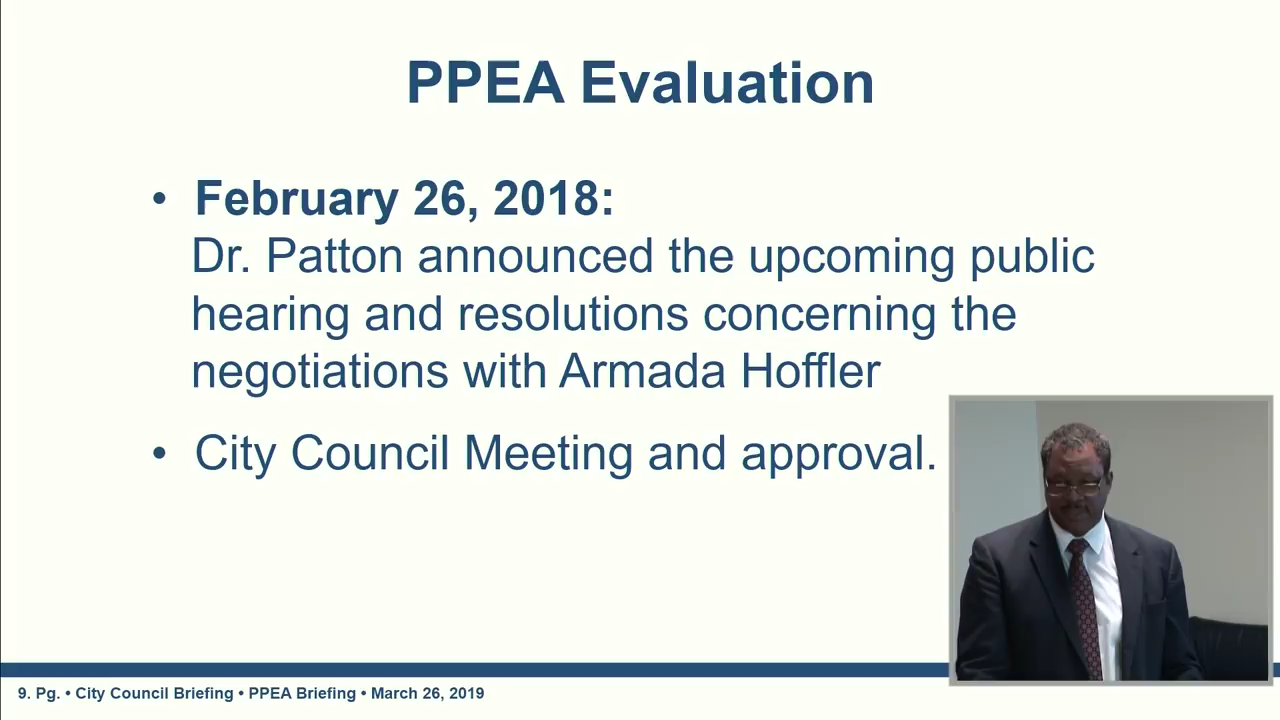 PPEA Evaluation
• February 26, 2018:
Dr. Patton announced the upcoming public
hearing and resolutions concerning the
negotiations with Armada Hoffler
• City Council Meeting and approval.
9. Pg. • City Council Briefing • PPEA Briefing • March 26, 2019